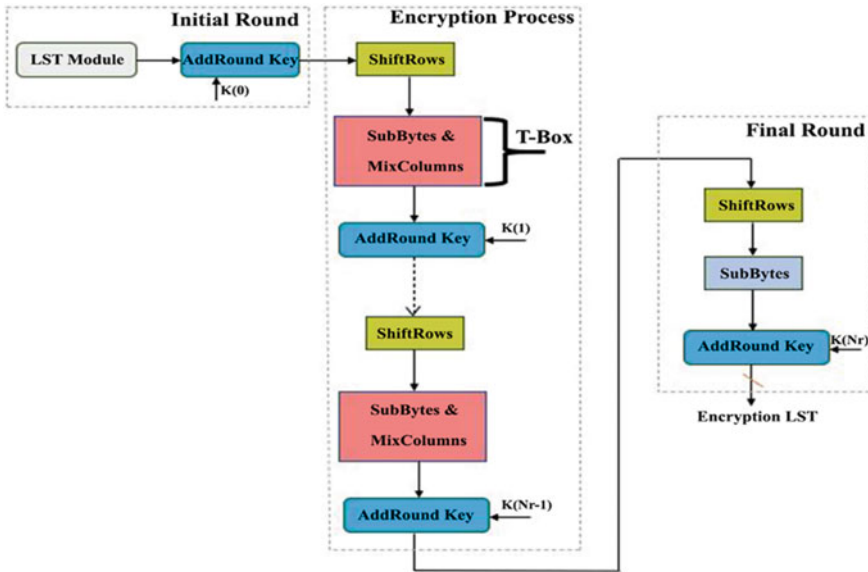 Initial Round
LST Module
AddRound Key
K(0)
Encryption Process
ShiftRows
SubBytes &
MixColumns
T-Box
AddRound Key
K(1)
ShiftRows
SubBytes &
MixColumns
AddRound Key
K(Nr-1)
Final Round
ShiftRows
SubBytes
AddRound Key
K(Nr)
Encryption LST